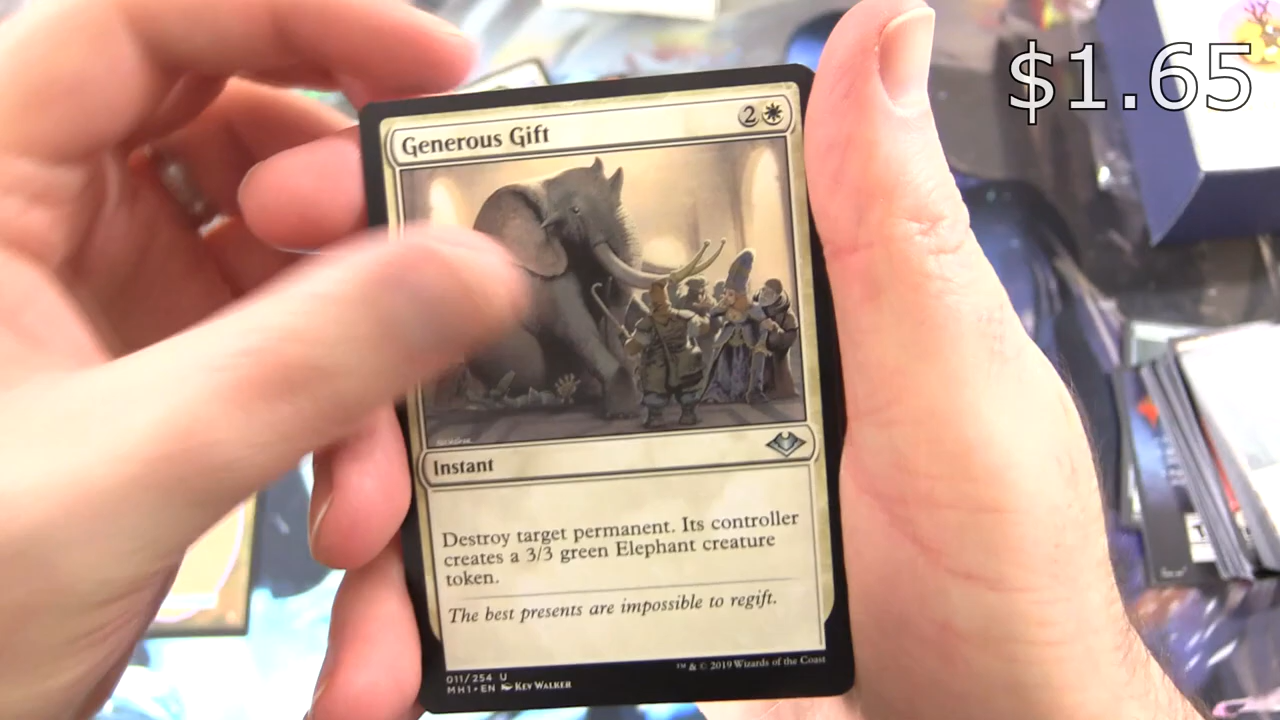 $1.65
Generous Gift
2
Instant
Destroy target permanent. Its controller
creates a 3/3 green Elephant creature
token.
The best presents are impossible to regift.
011/254 U
MH1 • EN KEV WALKER
™ & © 2019 Wizards of the Coast